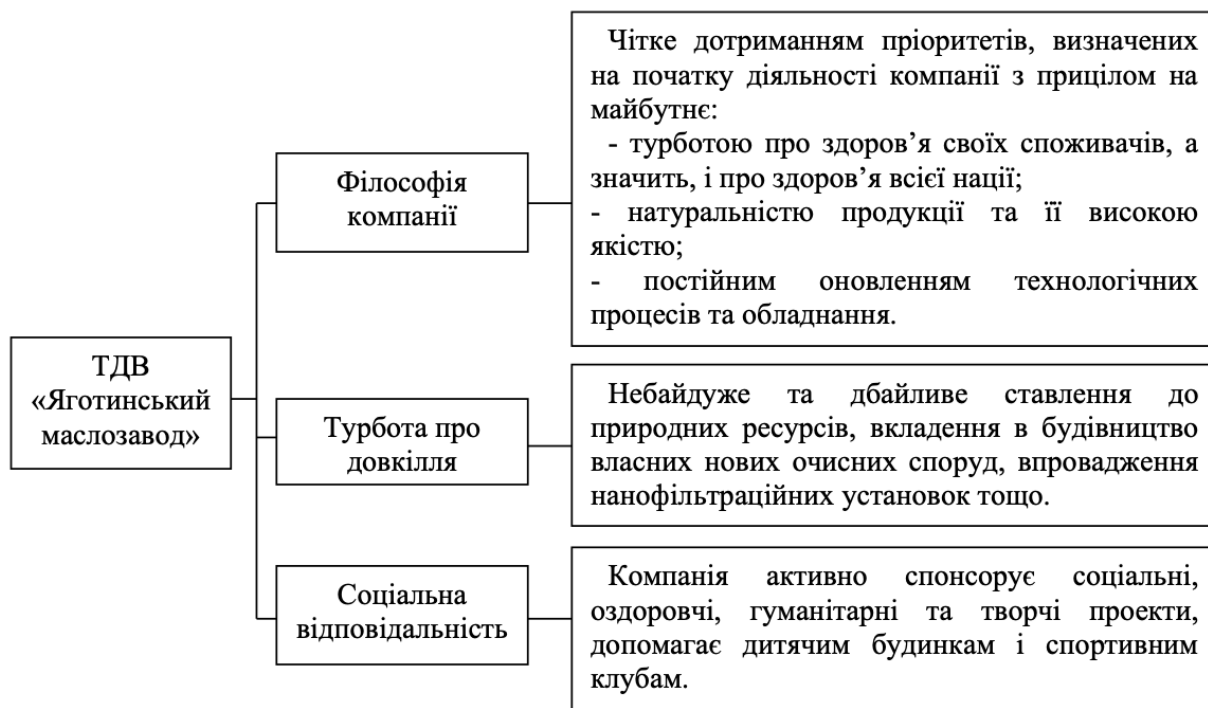 Чітке дотриманням пріоритетів, визначених
на початку діяльності компанії з прицілом на
майбутнє:
- турботою про здоров’я своїх споживачів, а
значить, і про здоров’я всієї нації;
- натуральністю продукції та її високою
якістю;
- постійним оновленням технологічних
процесів та обладнання.
Філософія
компанії
ТДВ
«Яготинський
маслозавод»
Турбота про
довкілля
Небайдуже та дбайливе ставлення до
природних ресурсів, вкладення в будівництво
власних нових очисних споруд, впровадження
нанофільтраційних установок тощо.
Соціальна
відповідальність
Компанія активно спонсорує соціальні,
оздоровчі, гуманітарні та творчі проекти,
допомагає дитячим будинкам і спортивним
клубам.